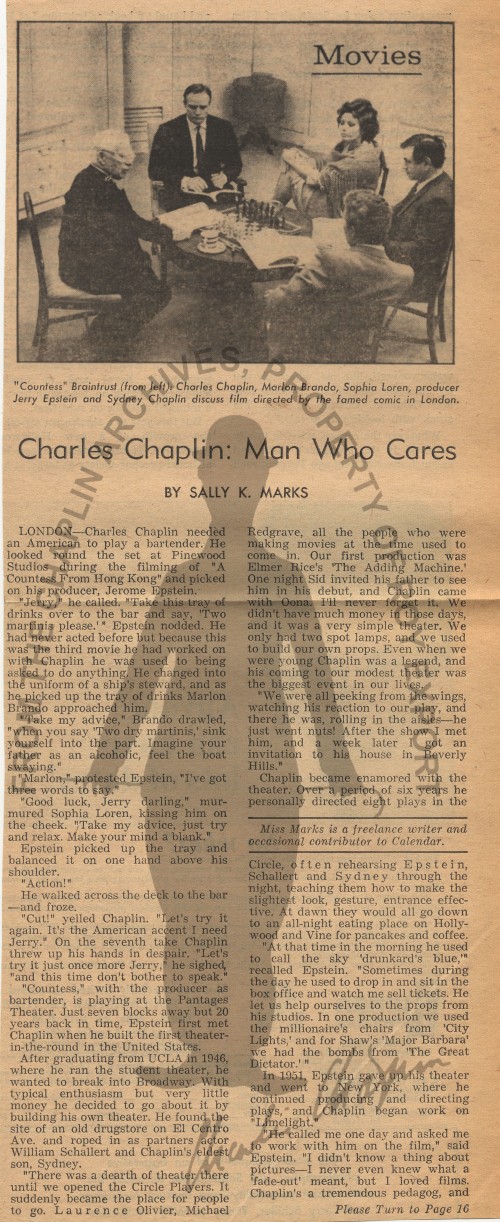 Movies
"Countess" Braintrust (from left): Charles Chaplin, Marlon Brando, Sophia Loren, producer
Jerry Epstein and Sydney Chaplin discuss film directed by the famed comic in London.
Charles Chaplin: Man Who Cares
BY SALLY K. MARKS
LONDON—Charles Chaplin needed
an American to play a bartender. He
looked round the set at Pinewood
Studios during the filming of "A
Countess From Hong Kong" and picked
on his producer, Jerome Epstein.
"Jerry," he called. "Take this tray of
drinks over to the bar and say, 'Two
martinis please.'" Epstein nodded. He
had never acted before but because this
was the third movie he had worked on
with Chaplin he was used to being
asked to do anything. He changed into
the uniform of a ship's steward, and as
he picked up the tray of drinks Marlon
Brando approached him.
"Take my advice," Brando drawled,
"when you say 'Two dry martinis,' sink
yourself into the part. Imagine your
father as an alcoholic, feel the boat
swaying."
"Marlon," protested Epstein, "I've got
three words to say."
"Good luck, Jerry darling," mur-
mured Sophia Loren, kissing him on
the cheek. "Take my advice, just try
and relax. Make your mind a blank."
Epstein picked up the tray and
balanced it on one hand above his
shoulder.
"Action!"
He walked across the deck to the bar
—and froze.
"Cut!" yelled Chaplin. "Let's try it
again. It's the American accent I need
Jerry." On the seventh take Chaplin
threw up his hands in despair. "Let's
try it just once more Jerry," he sighed,
"and this time don't bother to speak."
"Countess," with the producer as
bartender, is playing at the Pantages
Theater. Just seven blocks away but 20
years back in time, Epstein first met
Chaplin when he built the first theater-
in-the-round in the United States.
After graduating from UCLA in 1946,
where he ran the student theater, he
wanted to break into Broadway. With
typical enthusiasm but very little
money he decided to go about it by
building his own theater. He found the
site of an old drugstore on El Centro
Ave. and roped in as partners actor
William Schallert and Chaplin's eldest
son, Sydney.
"There was a dearth of theater there
until we opened the Circle Players. It
suddenly became the place for people
to go. Laurence Olivier, Michael
Redgrave, all the people who were
making movies at the time used to
come in. Our first production was
Elmer Rice's 'The Adding Machine.'
One night Sid invited his father to see
him in his debut, and Chaplin came
with Oona. I'll never forget it. We
didn't have much money in those days,
and it was a very simple theater. We
only had two spot lamps, and we used
to build our own props. Even when we
were young Chaplin was a legend, and
his coming to our modest theater was
the biggest event in our lives.
"We were all peeking from the wings,
watching his reaction to our play, and
there he was, rolling in the aisles—he
just went nuts! After the show I met
him, and a week later I got an
invitation to his house in Beverly
Hills."
Chaplin became enamored with the
theater. Over a period of six years he
personally directed eight plays in the
Miss Marks is a freelance writer and
occasional contributor to Calendar.
Circle, often rehearsing Epstein,
Schallert and Sydney through the
night, teaching them how to make the
slightest look, gesture, entrance effec-
tive. At dawn they would all go down
to an all-night eating place on Holly-
wood and Vine for pancakes and coffee.
"At that time in the morning he used
to call the sky 'drunkard's blue,'"
recalled Epstein. "Sometimes during
the day he used to drop in and sit in the
box office and watch me sell tickets. He
let us help ourselves to the props from
his studios. In one production we used
the millionaire's chairs from 'City
Lights,' and for Shaw's 'Major Barbara'
we had the bombs from 'The Great
Dictator.'"
In 1951, Epstein gave up his theater
and went to New York, where he
continued producing and directing
plays, and Chaplin began work on
"Limelight."
"He called me one day and asked me
to work with him on the film," said
Epstein. "I didn't know a thing about
pictures—I never even knew what a
'fade-out' meant, but I loved films.
Chaplin's a tremendous pedagog, and
Please Turn to Page 16
CHAPLIN ARCHIVES, PROPERTY OF